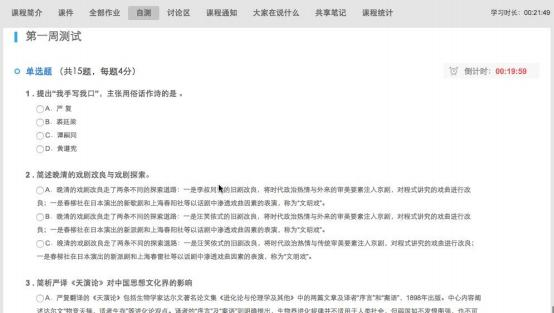 课程简介 课件 全部作业 自测 讨论区 课程通知 大家在说什么 共享笔记 课程统计 学习时长：00:21:49
第一周测试
单选题 （共15题，每题4分） 倒计时：00:19:59
1．提出“我手写我口”，主张用俗话作诗的是 。
A．严复
B．裘廷梁
C．谭嗣同
D．黄遵宪
2．简述晚清的戏剧改良与戏剧探索。
A．晚清的戏剧改良走了两条不同的探索道路：一是李叔同式的旧剧改良，将时代政治热情与外来的审美要素注入京剧，对程式讲究的戏曲进行改
良；一是春柳社在日本演出的新歌剧和上海春阳社等以话剧中渗透戏曲因素的表演，称为“文明戏”。
B．晚清的戏剧改良走了两条不同的探索道路：一是汪笑侬式的旧剧改良，将时代政治热情与外来的审美要素注入京剧，对程式讲究的戏曲进行改
良；一是春柳社在日本演出的新派剧和上海春阳社等以话剧中渗透戏曲因素的表演，称为“文明戏”。
C．晚清的戏剧改良走了两条不同的探索道路：一是汪笑侬式的旧剧改良，将时代政治热情与传统审美要素注入京剧，对程式讲究的戏曲进行改良；
一是春柳社在日本演出的新派剧和上海春雷社等以话剧中渗透戏曲因素的表演，称为“文明戏”。
3．简析严译《天演论》对中国思想文化界的影响
A．严复翻译的《天演论》包括生物学家达尔文著名论文集《进化论与伦理学及其他》中的两篇文章及译者“序言”和“案语”，1898年出版。中心内容阐
述达尔文“物竞天择，适者生存”等进化论观点。译者的“序言”及“案语”则明确推出，生物界进化规律并不适用于人类社会，但弱国如不发愤图强，也不可